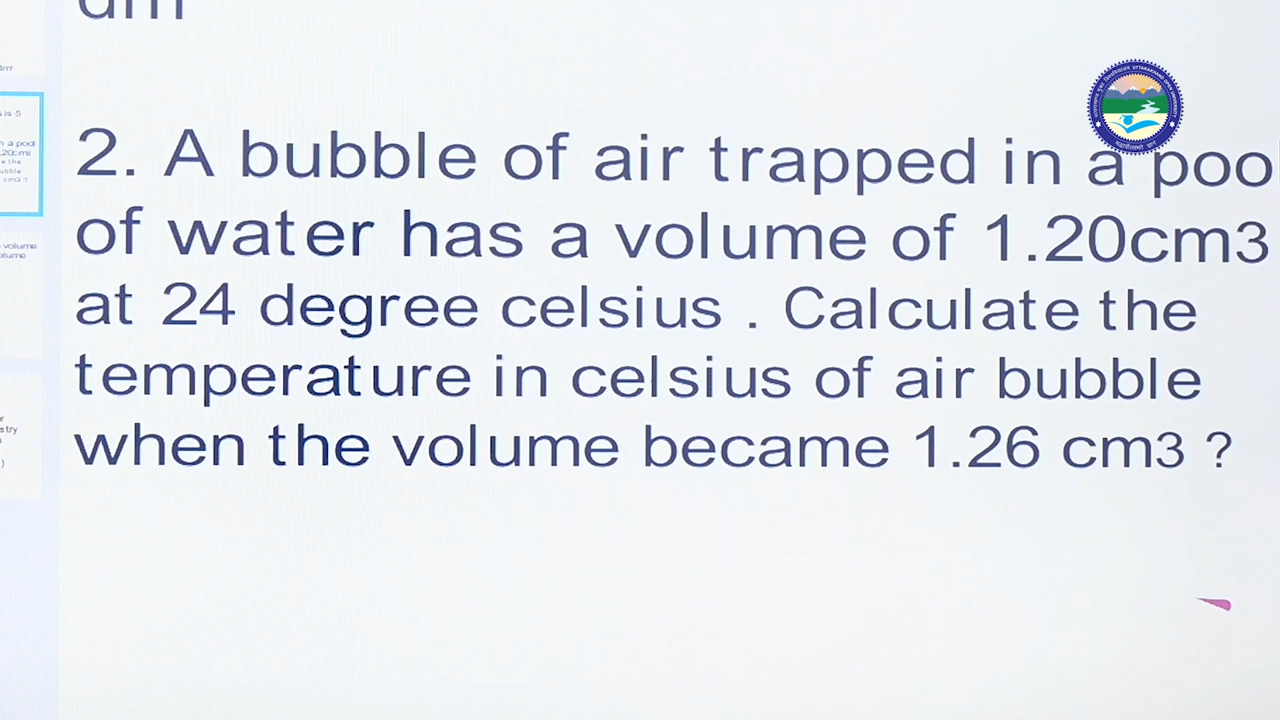 2. A bubble of air trapped in a poo
of water has a volume of 1.20cm3
at 24 degree celsius . Calculate the
temperature in celsius of air bubble
when the volume became 1.26 cm3 ?